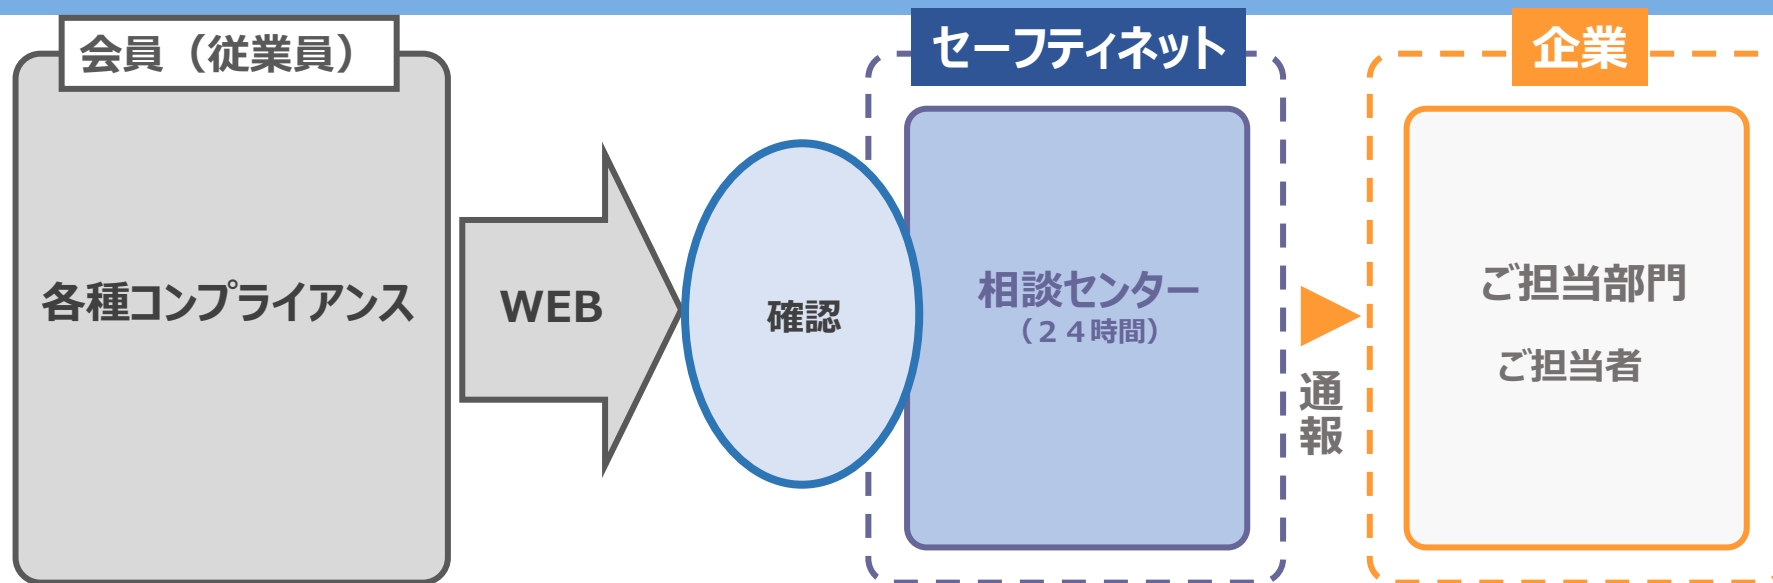 会員（従業員）
各種コンプライアンス
WEB
確認
セーフティネット
相談センター
（２４時間）
通報
企業
ご担当部門
ご担当者